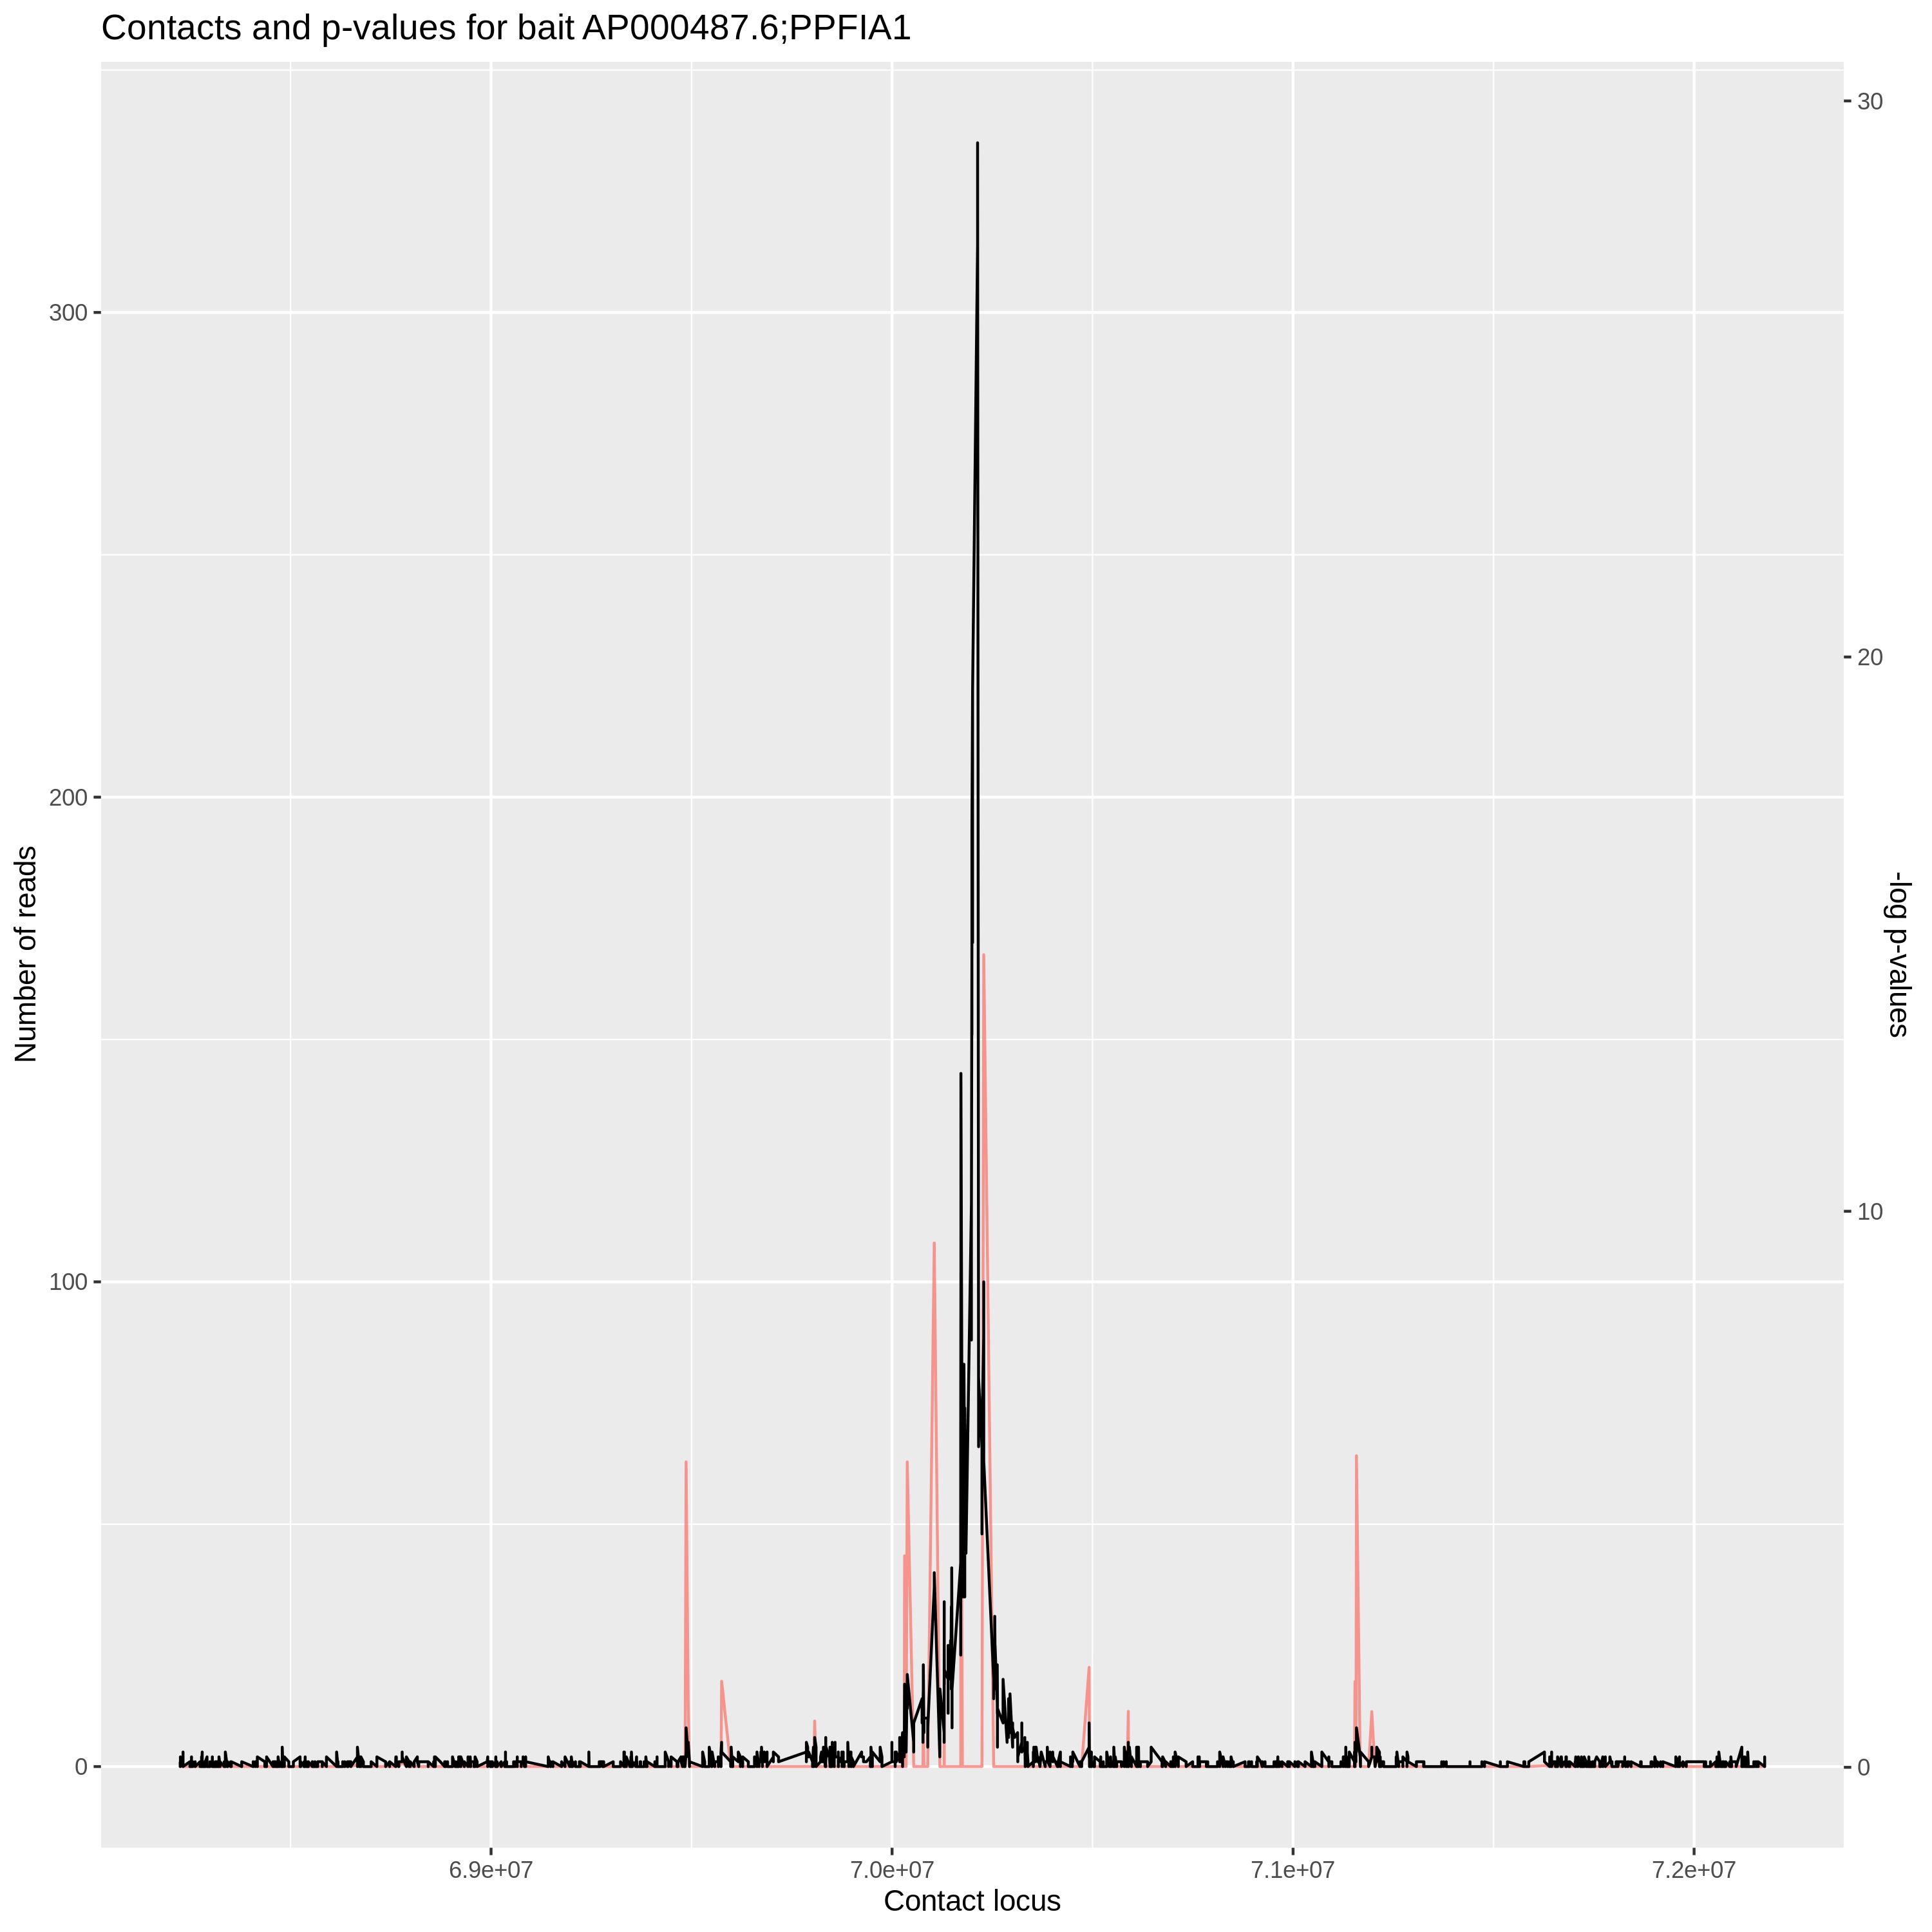 Contacts and p-values for bait AP000487.6;PPFIA1
300
200
100
0
Number of reads
30
20
10
0
-log p-values
6.9e+07
7.0e+07
7.1e+07
7.2e+07
Contact locus